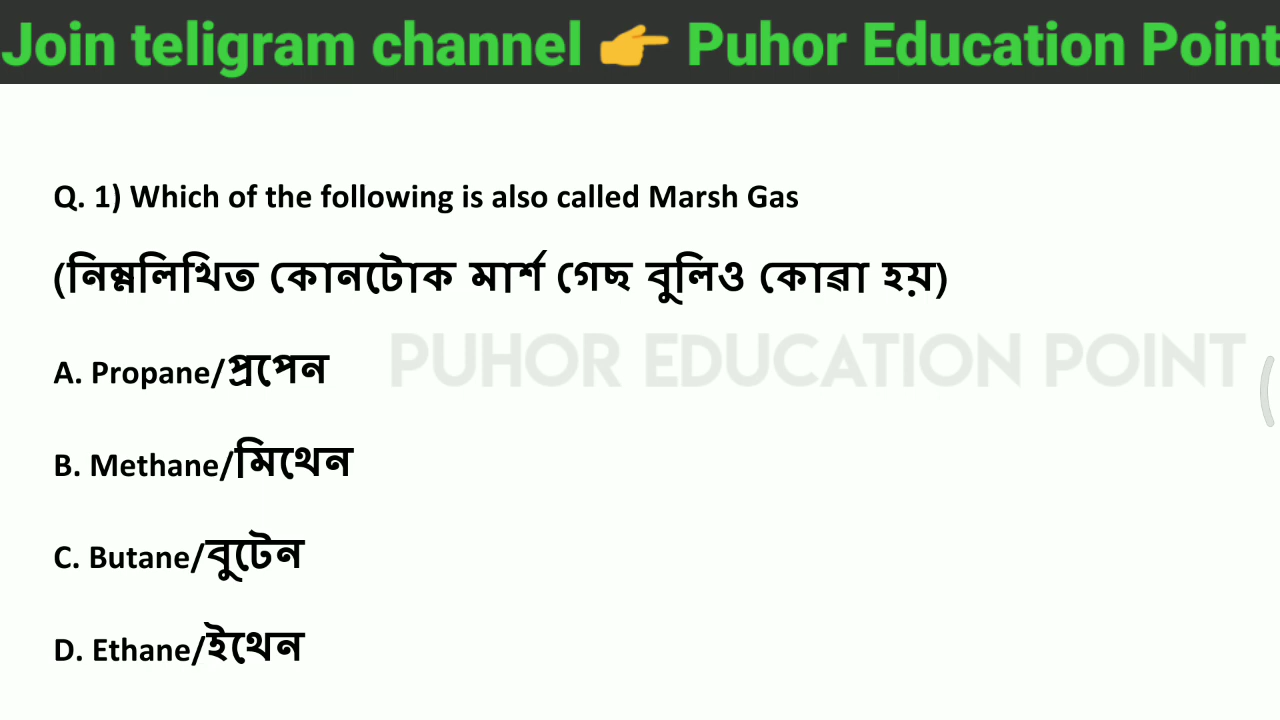 Join teligram channel 👉 Puhor Education Point
Q. 1) Which of the following is also called Marsh Gas
(নিম্নলিখিত কোনটোক মাৰ্শ গেছ বুলিও কোৱা হয়)
PUHOR EDUCATION POINT
A. Propane/প্ৰপেন
B. Methane/মিথেন
C. Butane/বুটেন
D. Ethane/ইথেন